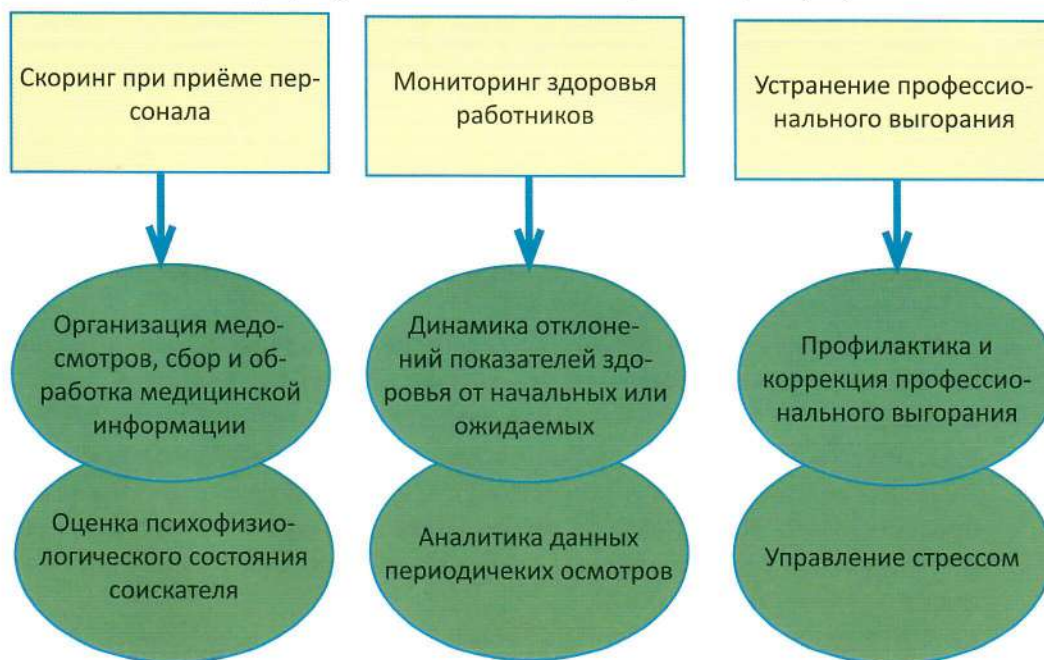 Скоринг при приёме пер-
сонала
Мониторинг здоровья
работников
Устранение профессио-
нального выгорания
Организация медо-
смотров, сбор и об-
работка медицинской
информации
Динамика отклоне-
ний показателей здо-
ровья от начальных или
ожидаемых
Профилактика и
коррекция профессио-
нального выгорания
Оценка психофизио-
логического состояния
соискателя
Аналитика данных
периодичеких осмотров
Управление стрессом